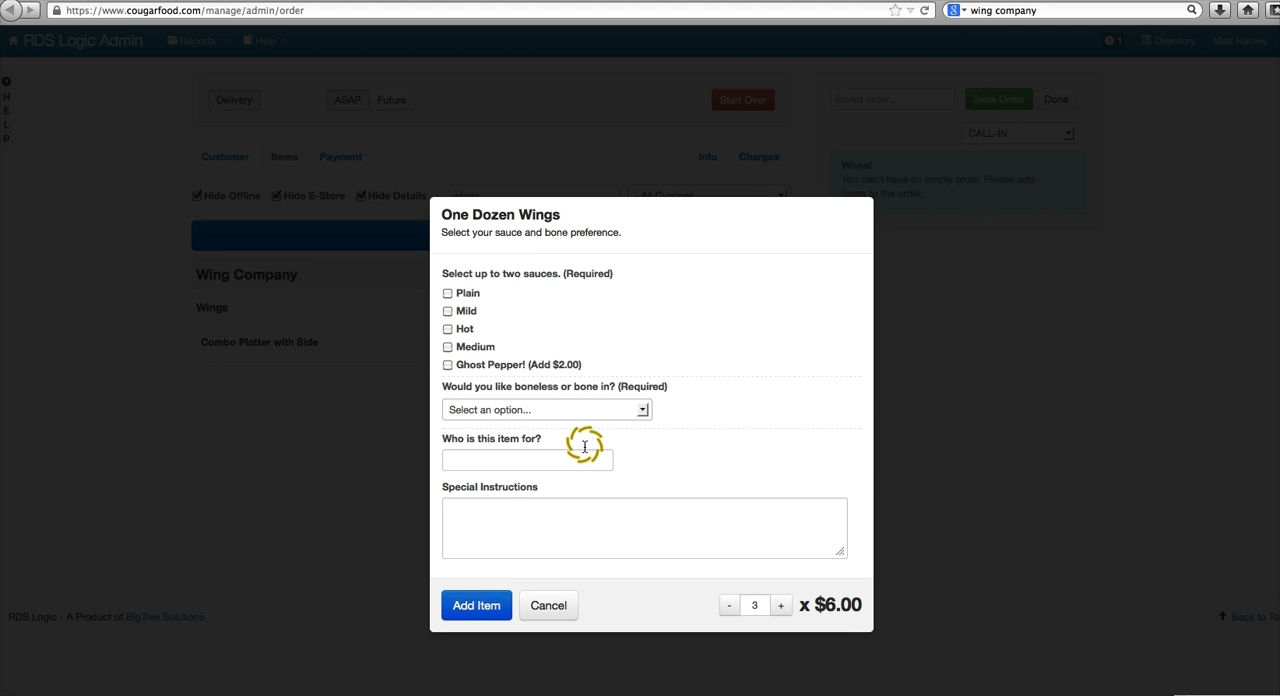 https://www.cougarfood.com/manage/admin/order
wing company
RDS Logic Admin
Reports
Help
1
Directory
Matt Hanley
H
E
L
P
Delivery
ASAP
Future
Start Over
Saved order...
Save Order
Done
CALL-IN
Customer
Items
Payment
Info
Charges
Whoa!
You can't have an empty order. Please add
items to the order.
Hide Offline
Hide E-Store
Hide Details
wings
Wing Company
Wings
Combo Platter with Side
One Dozen Wings
Select your sauce and bone preference.
Select up to two sauces. (Required)
Plain
Mild
Hot
Medium
Ghost Pepper! (Add $2.00)
Would you like boneless or bone in? (Required)
Select an option...
Who is this item for?
Special Instructions
Add Item
Cancel
- 3 + x $6.00
RDS Logic - A Product of BigTree Solutions
Back to To